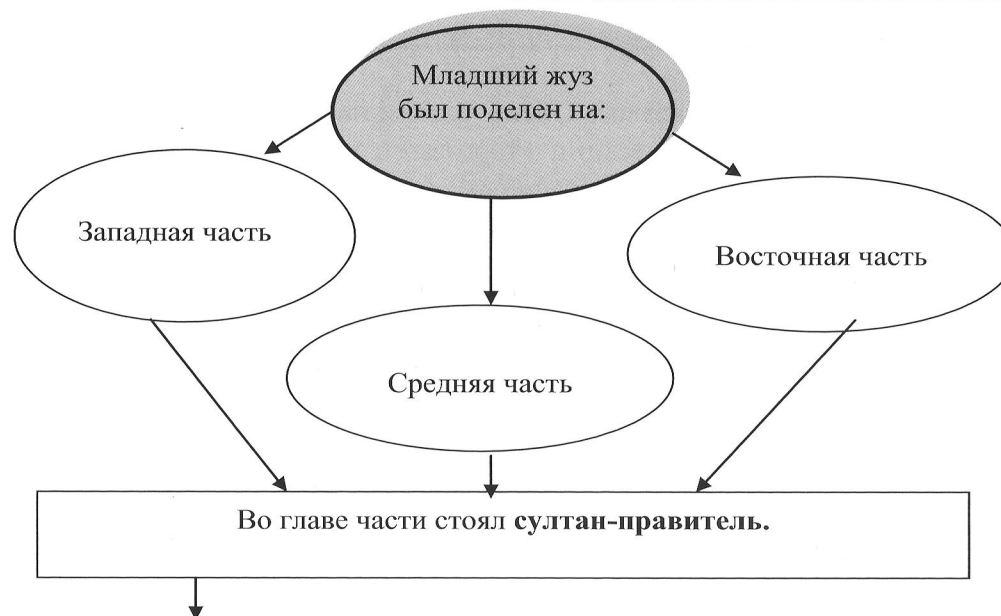 Младший жуз
был поделен на:
Западная часть
Восточная часть
Средняя часть
Во главе части стоял султан-правитель.